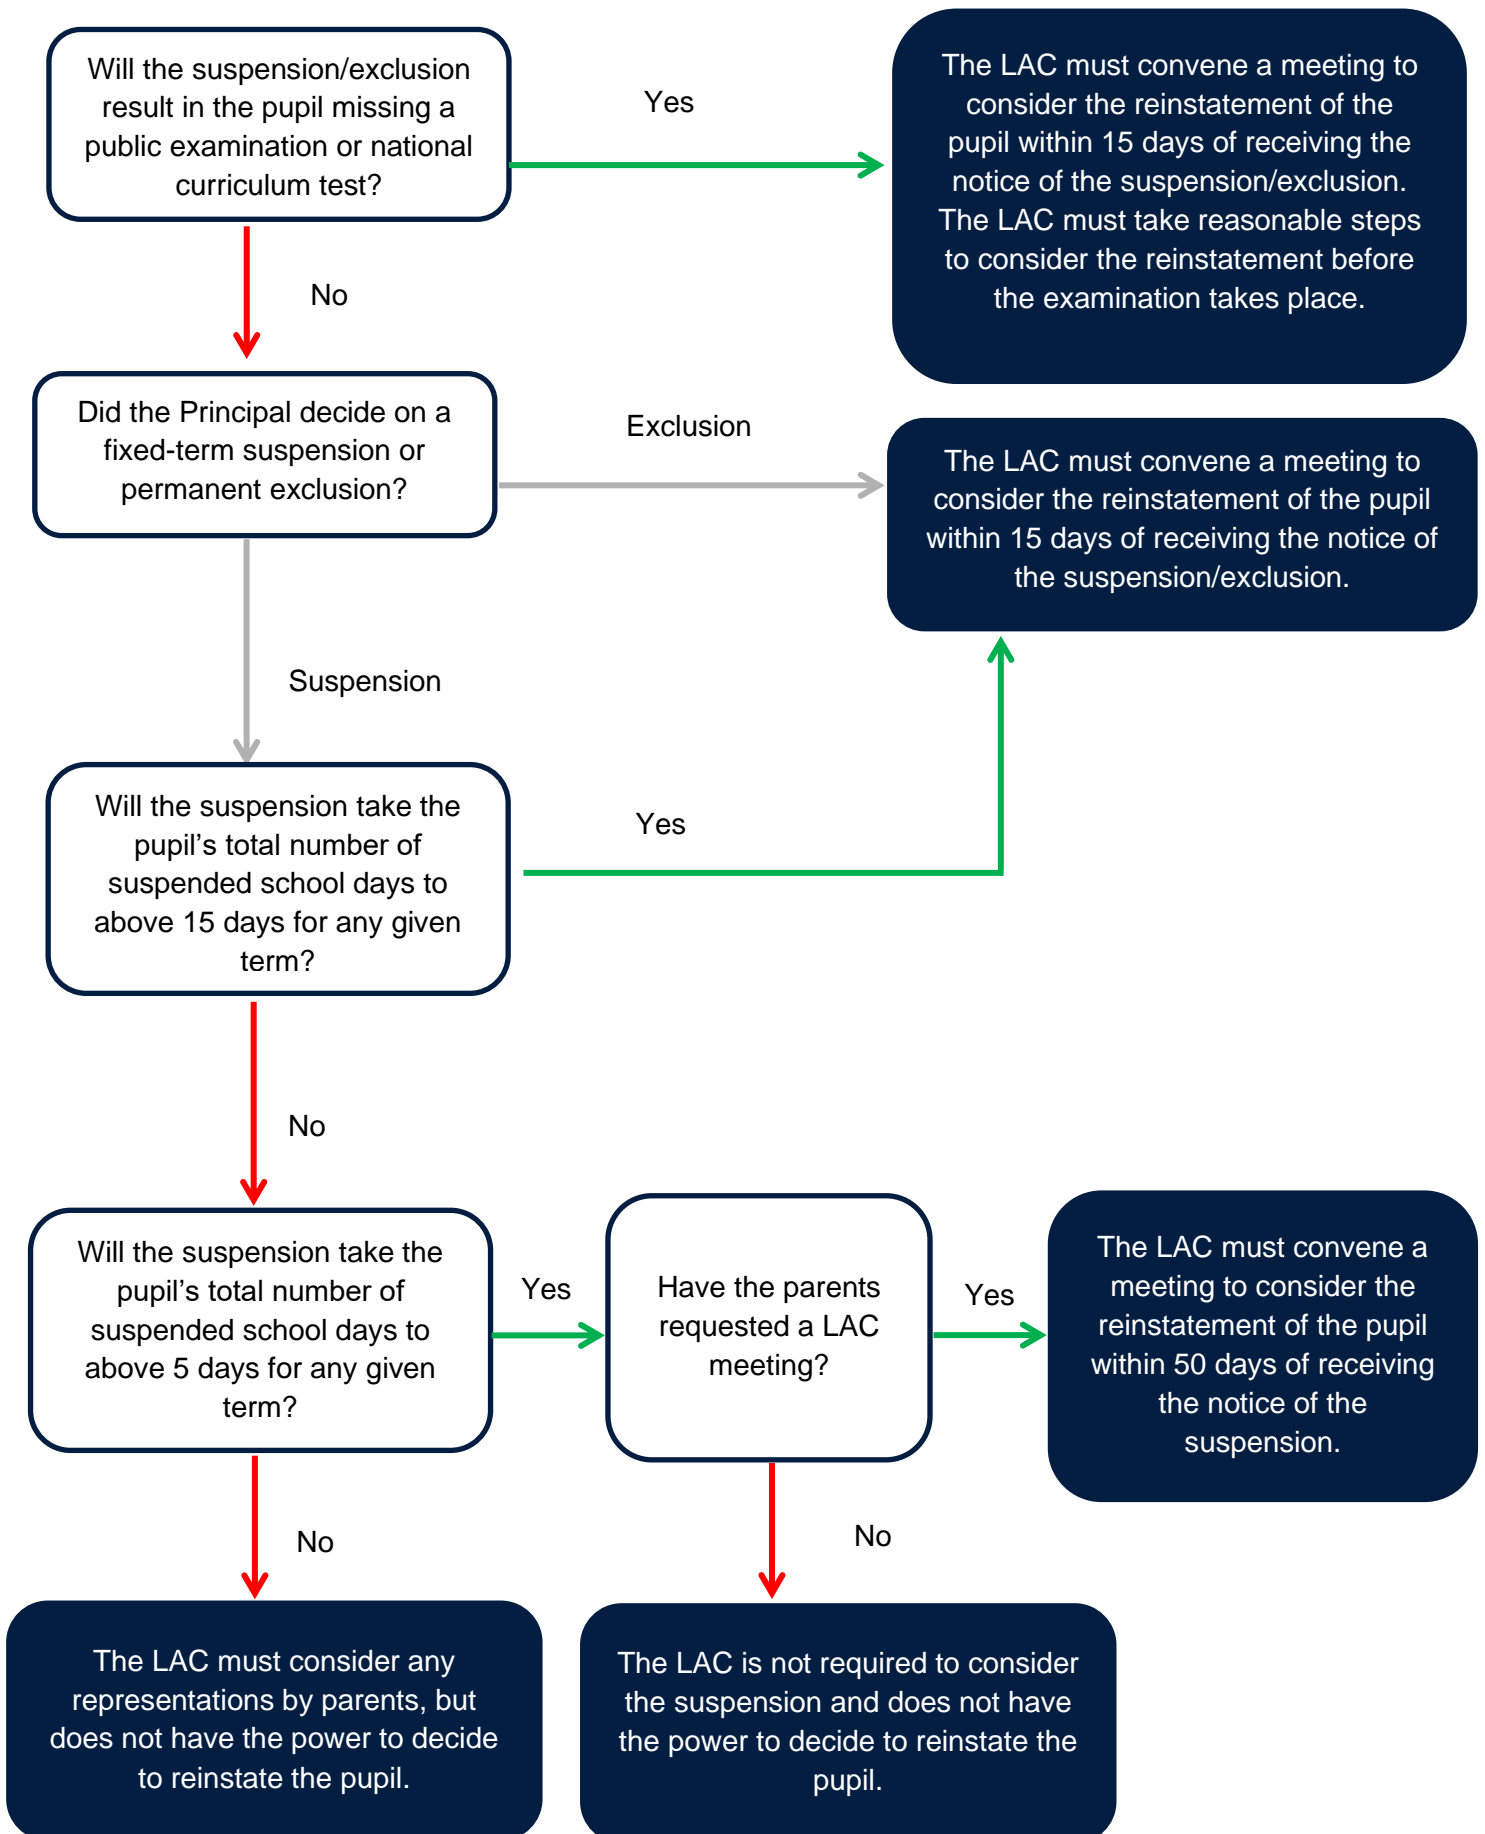 Will the suspension/exclusion
result in the pupil missing a
public examination or national
curriculum test?
Yes
The LAC must convene a meeting to
consider the reinstatement of the
pupil within 15 days of receiving the
notice of the suspension/exclusion.
The LAC must take reasonable steps
to consider the reinstatement before
the examination takes place.
No
Did the Principal decide on a
fixed-term suspension or
permanent exclusion?
Exclusion
The LAC must convene a meeting to
consider the reinstatement of the pupil
within 15 days of receiving the notice of
the suspension/exclusion.
Suspension
Will the suspension take the
pupil’s total number of
suspended school days to
above 15 days for any given
term?
Yes
No
Will the suspension take the
pupil’s total number of
suspended school days to
above 5 days for any given
term?
Yes
Have the parents
requested a LAC
meeting?
Yes
The LAC must convene a
meeting to consider the
reinstatement of the pupil
within 50 days of receiving
the notice of the
suspension.
No
No
The LAC must consider any
representations by parents, but
does not have the power to decide
to reinstate the pupil.
The LAC is not required to consider
the suspension and does not have
the power to decide to reinstate the
pupil.